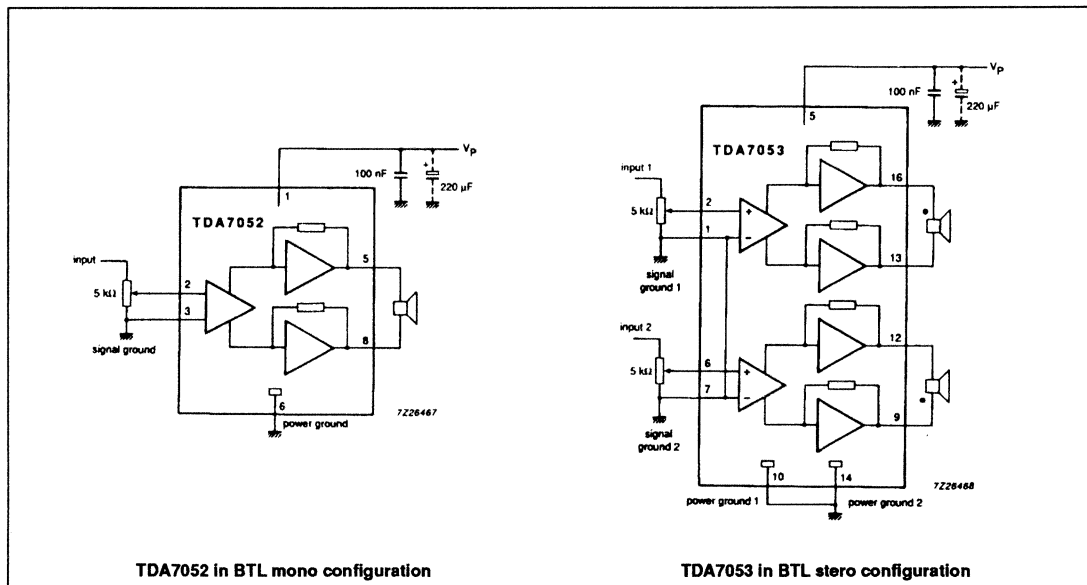 VP
100 nF
+
220 µF
1
TDA7052
input
5 kΩ
2
3
signal ground
5
8
6
power ground
7Z26467
TDA7052 in BTL mono configuration
VP
100 nF
+
220 µF
5
TDA7053
input 1
5 kΩ
2
+
1
−
signal
ground 1
16
13
input 2
5 kΩ
6
+
7
−
signal
ground 2
12
9
10
14
power ground 1
power ground 2
7Z26468
TDA7053 in BTL stero configuration